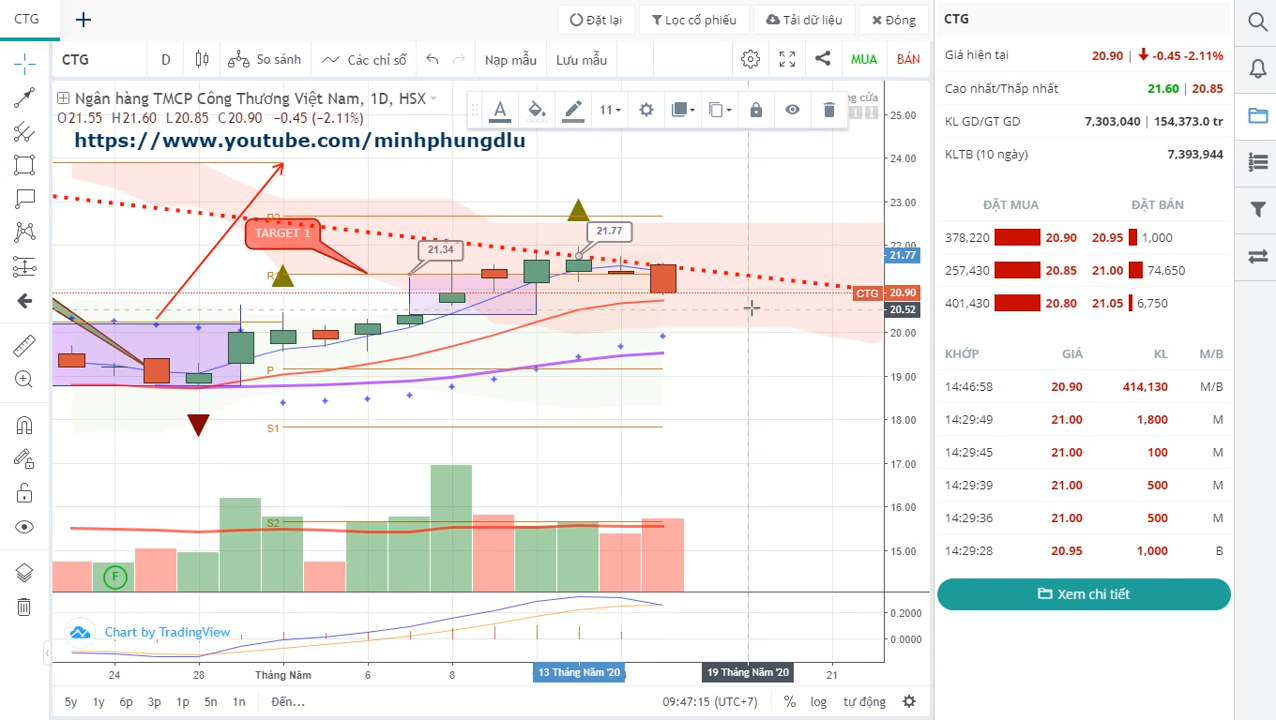 CTG
Đặt lại
Lọc cổ phiếu
Tải dữ liệu
Đóng
CTG
D
So sánh
Các chỉ số
Nạp mẫu
Lưu mẫu
MUA
BÁN
Ngân hàng TMCP Công Thương Việt Nam, 1D, HSX
11
O21.55 H21.60 L20.85 C20.90 −0.45 (−2.11%)
https://www.youtube.com/minhphungdlu
TARGET 1
21.34
21.77
R1
P
S1
S2
F
25.00
24.00
23.00
22.00
21.77
CTG 20.90
20.52
20.00
19.00
18.00
17.00
16.00
15.00
0.2000
0.0000
Chart by TradingView
24
28
Tháng Năm
6
8
13 Tháng Năm '20
19 Tháng Năm '20
21
5y
1y
6p
3p
1p
5n
1n
Đến...
09:47:15 (UTC+7)
%
log
tự động
CTG
Giá hiện tại 20.90 | -0.45 -2.11%
Cao nhất/Thấp nhất 21.60 | 20.85
KL GD/GT GD 7,303,040 | 154,373.0 tr
KLTB (10 ngày) 7,393,944
ĐẶT MUA ĐẶT BÁN
378,220 20.90 20.95 1,000
257,430 20.85 21.00 74,650
401,430 20.80 21.05 6,750
KHỚP GIÁ KL M/B
14:46:58 20.90 414,130 M/B
14:29:49 21.00 1,800 M
14:29:45 21.00 100 M
14:29:39 21.00 500 M
14:29:36 21.00 500 M
14:29:28 20.95 1,000 B
Xem chi tiết